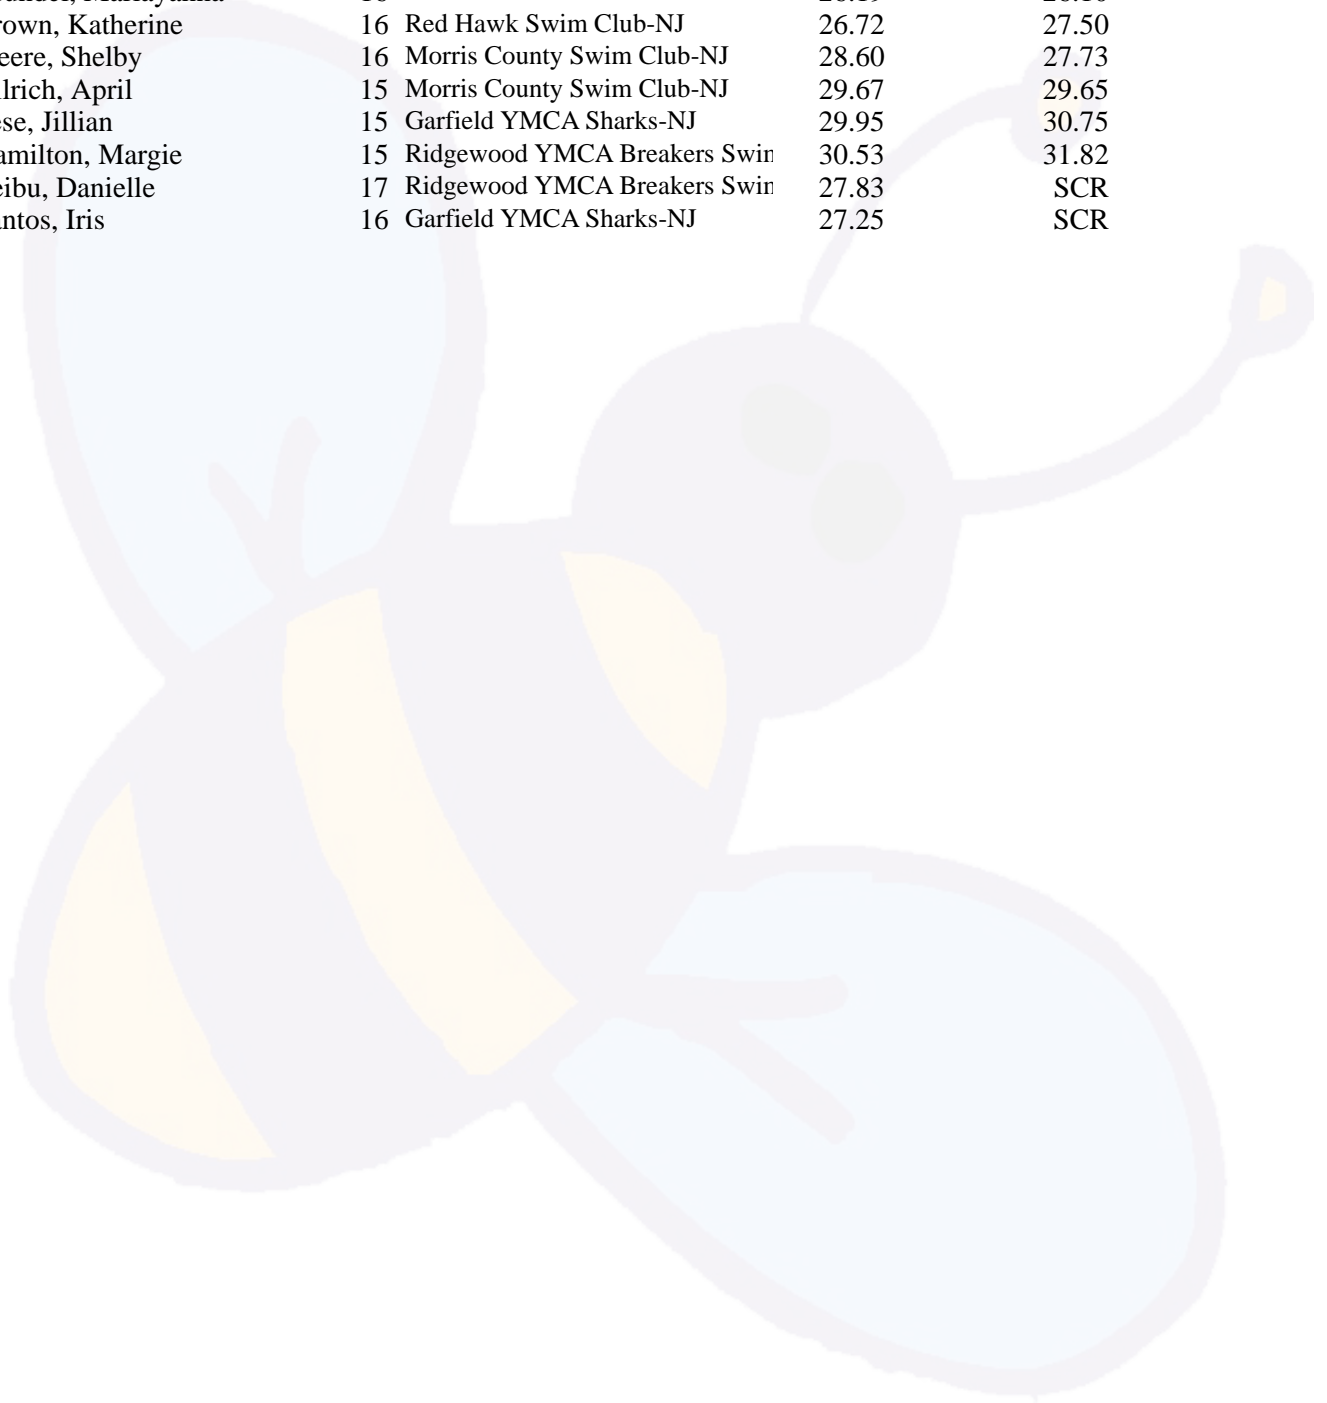 rown, Katherine 16 Red Hawk Swim Club-NJ 26.72 27.50
eere, Shelby 16 Morris County Swim Club-NJ 28.60 27.73
lrich, April 15 Morris County Swim Club-NJ 29.67 29.65
ese, Jillian 15 Garfield YMCA Sharks-NJ 29.95 30.75
amilton, Margie 15 Ridgewood YMCA Breakers Swin 30.53 31.82
eibu, Danielle 17 Ridgewood YMCA Breakers Swin 27.83 SCR
ntos, Iris 16 Garfield YMCA Sharks-NJ 27.25 SCR